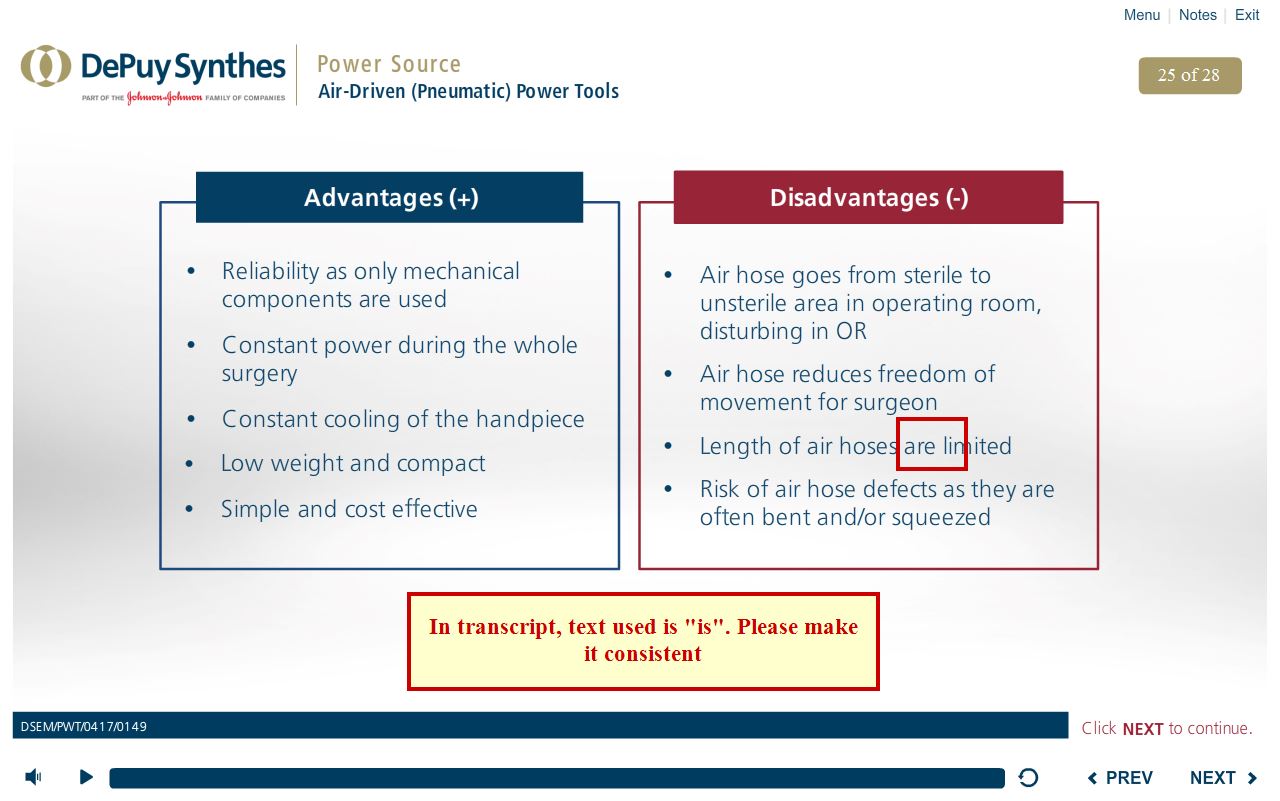 Menu | Notes | Exit
DePuy Synthes
PART OF THE Johnson & Johnson FAMILY OF COMPANIES
Power Source
Air-Driven (Pneumatic) Power Tools
25 of 28
Advantages (+)
• Reliability as only mechanical
components are used
• Constant power during the whole
surgery
• Constant cooling of the handpiece
• Low weight and compact
• Simple and cost effective
Disadvantages (-)
• Air hose goes from sterile to
unsterile area in operating room,
disturbing in OR
• Air hose reduces freedom of
movement for surgeon
• Length of air hoses are limited
• Risk of air hose defects as they are
often bent and/or squeezed
In transcript, text used is "is". Please make
it consistent
DSEM/PWT/0417/0149
Click NEXT to continue.
PREV
NEXT